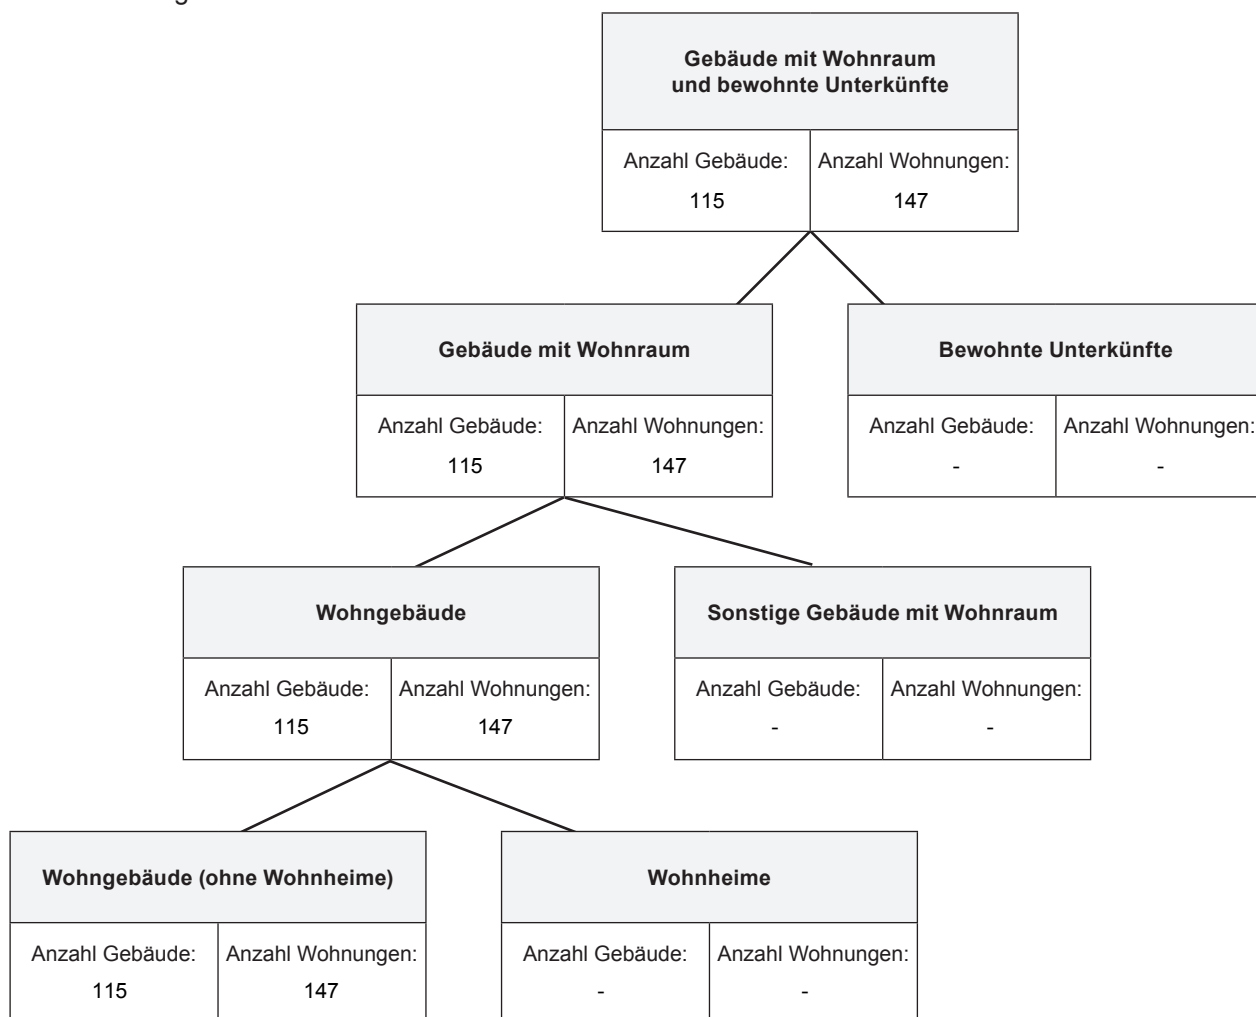 Gebäude mit Wohnraum
und bewohnte Unterkünfte
Anzahl Gebäude: Anzahl Wohnungen:
115 147
Gebäude mit Wohnraum
Anzahl Gebäude: Anzahl Wohnungen:
115 147
Bewohnte Unterkünfte
Anzahl Gebäude: Anzahl Wohnungen:
- -
Wohngebäude
Anzahl Gebäude: Anzahl Wohnungen:
115 147
Sonstige Gebäude mit Wohnraum
Anzahl Gebäude: Anzahl Wohnungen:
- -
Wohngebäude (ohne Wohnheime)
Anzahl Gebäude: Anzahl Wohnungen:
115 147
Wohnheime
Anzahl Gebäude: Anzahl Wohnungen:
- -